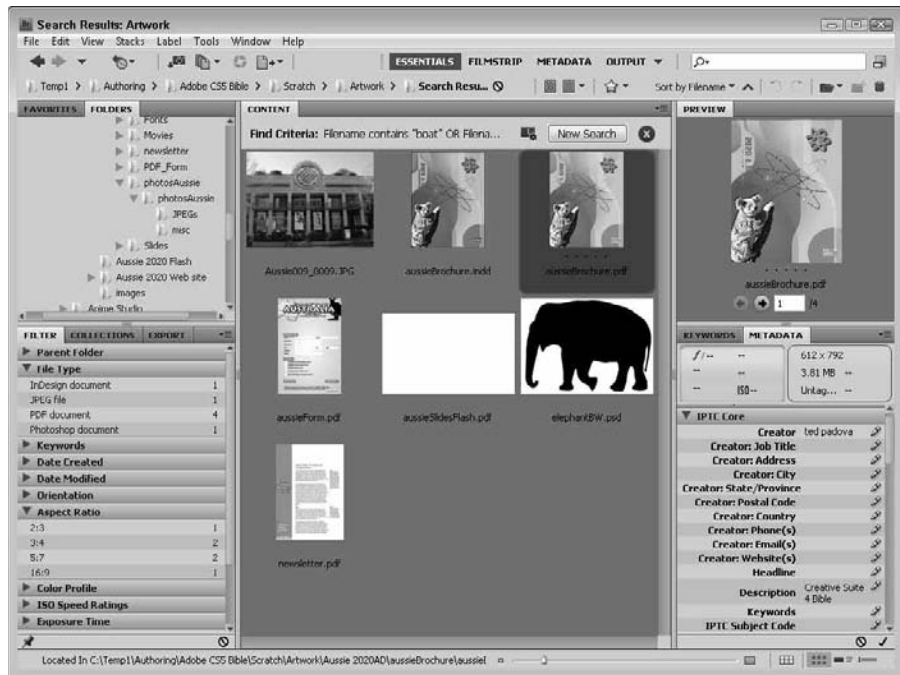 Search Results: Artwork
File Edit View Stacks Label Tools Window Help
ESSENTIALS FILMSTRIP METADATA OUTPUT
Temp1 > Authoring > Adobe CS5 Bible > Scratch > Artwork > Search Resu...
Sort by Filename
FAVORITES FOLDERS
Fonts
Movies
newsletter
PDF_Form
photosAussie
photosAussie
JPEGs
misc
Slides
Aussie 2020 Flash
Aussie 2020 Web site
images
Anime Studio
FILTER COLLECTIONS EXPORT
Parent Folder
File Type
InDesign document 1
JPEG file 1
PDF document 4
Photoshop document 1
Keywords
Date Created
Date Modified
Orientation
Aspect Ratio
2:3 1
3:4 2
5:7 2
16:9 1
Color Profile
ISO Speed Ratings
Exposure Time
CONTENT
Find Criteria: Filename contains "boat" OR Filena...
New Search
Aussie009_0009.JPG
aussieBrochure.indd
aussieBrochure.pdf
AUSTRALIA
aussieForm.pdf
aussieSlidesFlash.pdf
elephantBW.psd
newsletter.pdf
PREVIEW
aussieBrochure.pdf
1 /4
KEYWORDS METADATA
f/-- --
-- --
-- ISO--
612 x 792
3.81 MB --
Untag... --
IPTC Core
Creator ted padova
Creator: Job Title
Creator: Address
Creator: City
Creator: State/Province
Creator: Postal Code
Creator: Country
Creator: Phone(s)
Creator: Email(s)
Creator: Website(s)
Headline
Description Creative Suite 4 Bible
Keywords
IPTC Subject Code
Located In C:\Temp1\Authoring\Adobe CS5 Bible\Scratch\Artwork\Aussie 2020AD\aussieBrochure\aussieB